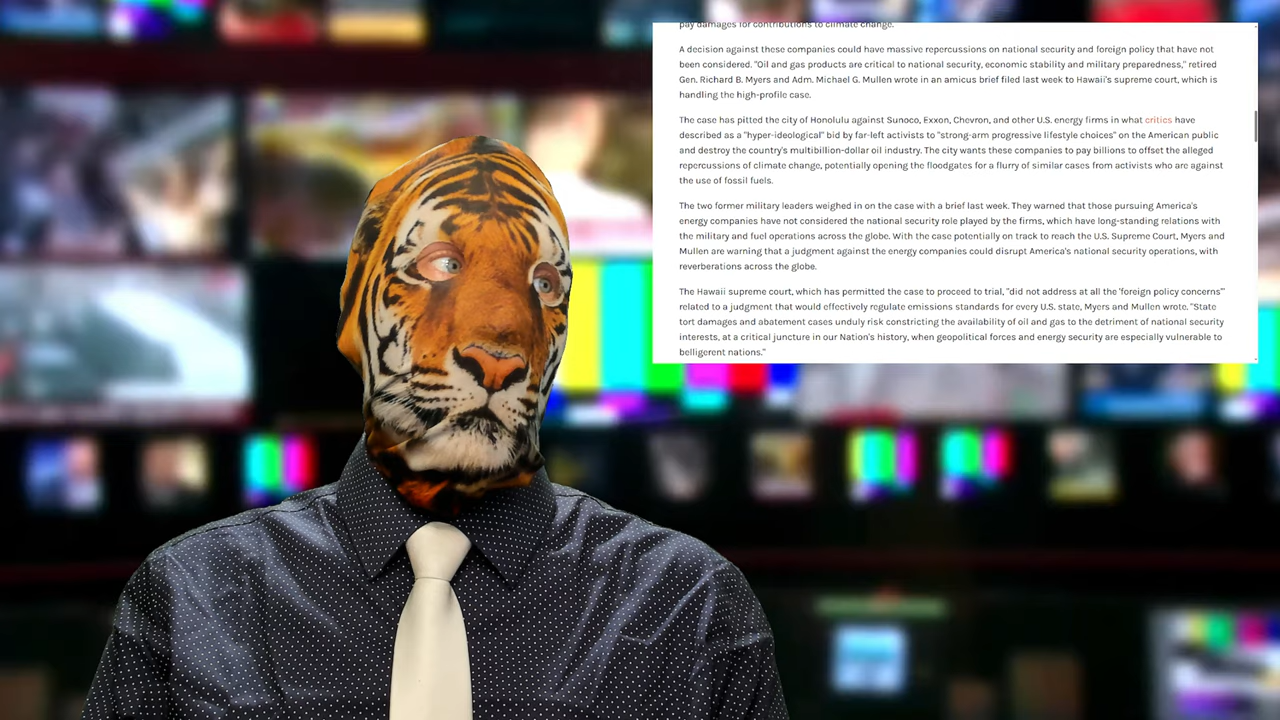 pay damages for contributions to climate change.
A decision against these companies could have massive repercussions on national security and foreign policy that have not
been considered. "Oil and gas products are critical to national security, economic stability and military preparedness," retired
Gen. Richard B. Myers and Adm. Michael G. Mullen wrote in an amicus brief filed last week to Hawaii's supreme court, which is
handling the high-profile case.
The case has pitted the city of Honolulu against Sunoco, Exxon, Chevron, and other U.S. energy firms in what critics have
described as a "hyper-ideological" bid by far-left activists to "strong-arm progressive lifestyle choices" on the American public
and destroy the country's multibillion-dollar oil industry. The city wants these companies to pay billions to offset the alleged
repercussions of climate change, potentially opening the floodgates for a flurry of similar cases from activists who are against
the use of fossil fuels.
The two former military leaders weighed in on the case with a brief last week. They warned that those pursuing America's
energy companies have not considered the national security role played by the firms, which have long-standing relations with
the military and fuel operations across the globe. With the case potentially on track to reach the U.S. Supreme Court, Myers and
Mullen are warning that a judgment against the energy companies could disrupt America's national security operations, with
reverberations across the globe.
The Hawaii supreme court, which has permitted the case to proceed to trial, "did not address at all the 'foreign policy concerns'"
related to a judgment that would effectively regulate emissions standards for every U.S. state, Myers and Mullen wrote. "State
tort damages and abatement cases unduly risk constricting the availability of oil and gas to the detriment of national security
interests, at a critical juncture in our Nation's history, when geopolitical forces and energy security are especially vulnerable to
belligerent nations."